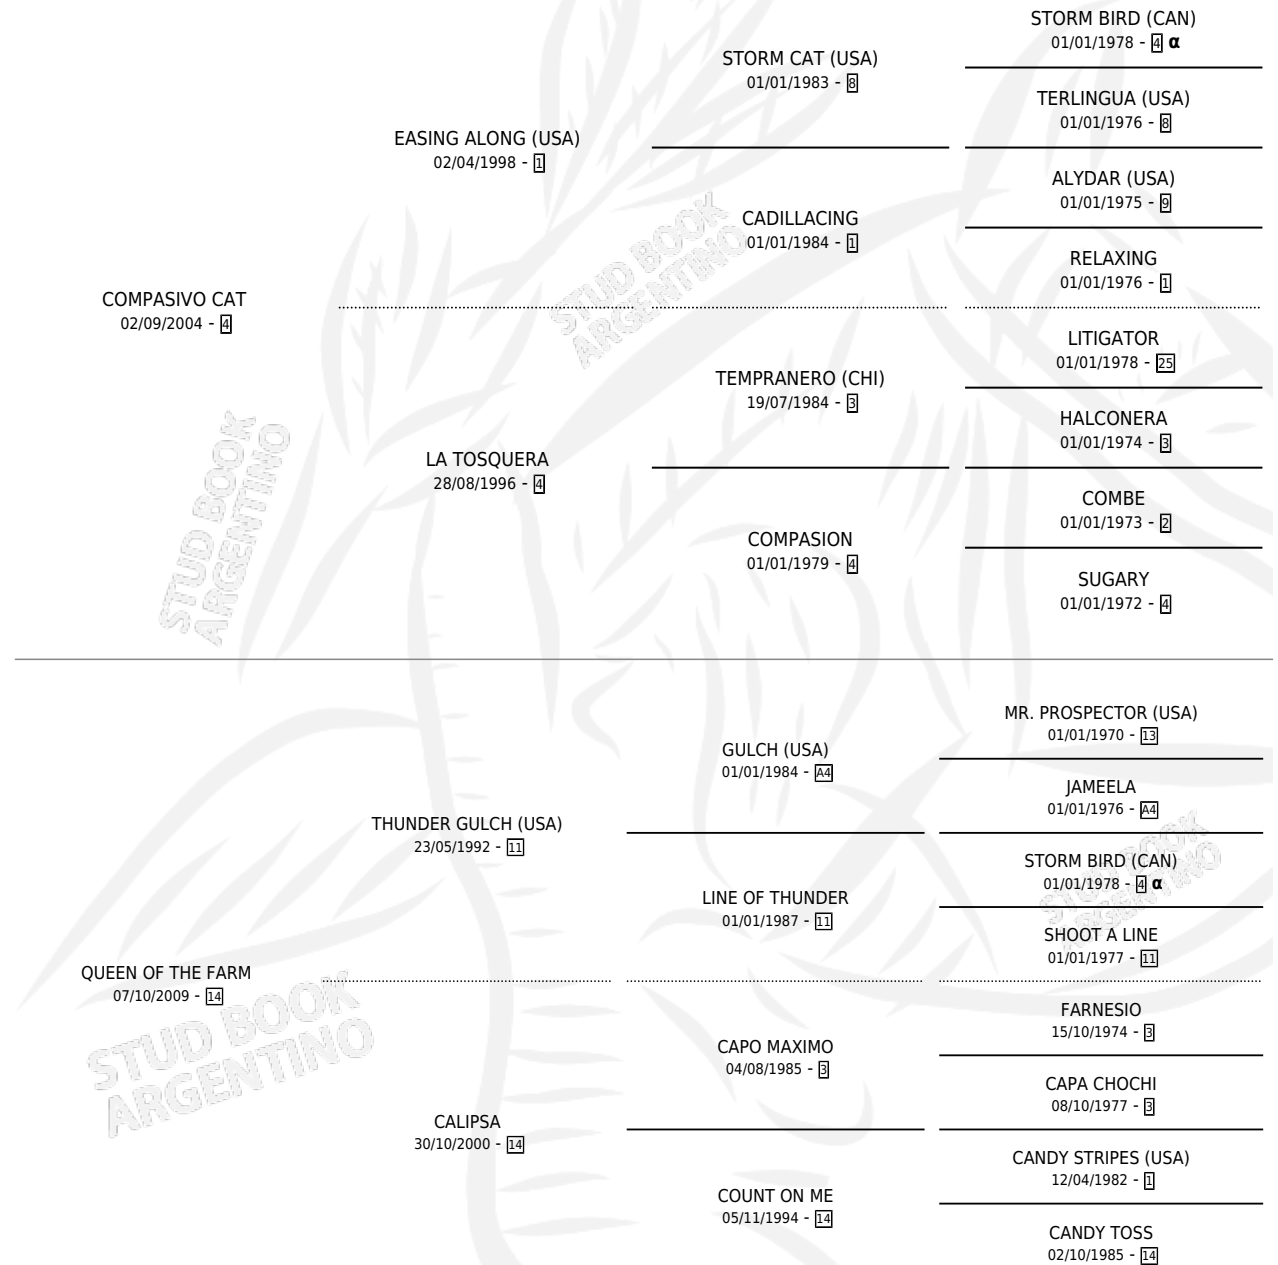 STORM BIRD (CAN)
01/01/1978 - 4 α
STORM CAT (USA)
01/01/1983 - 8
TERLINGUA (USA)
01/01/1976 - 8
EASING ALONG (USA)
02/04/1998 - 1
ALYDAR (USA)
01/01/1975 - 9
CADILLACING
01/01/1984 - 1
RELAXING
01/01/1976 - 1
COMPASIVO CAT
02/09/2004 - 4
LITIGATOR
01/01/1978 - 25
TEMPRANERO (CHI)
19/07/1984 - 3
HALCONERA
01/01/1974 - 3
LA TOSQUERA
28/08/1996 - 4
COMBE
01/01/1973 - 2
COMPASION
01/01/1979 - 4
SUGARY
01/01/1972 - 4
MR. PROSPECTOR (USA)
01/01/1970 - 13
GULCH (USA)
01/01/1984 - A4
JAMEELA
01/01/1976 - A4
THUNDER GULCH (USA)
23/05/1992 - 11
STORM BIRD (CAN)
01/01/1978 - 4 α
LINE OF THUNDER
01/01/1987 - 11
SHOOT A LINE
01/01/1977 - 11
QUEEN OF THE FARM
07/10/2009 - 14
FARNESIO
15/10/1974 - 3
CAPO MAXIMO
04/08/1985 - 3
CAPA CHOCHI
08/10/1977 - 3
CALIPSA
30/10/2000 - 14
CANDY STRIPES (USA)
12/04/1982 - 1
COUNT ON ME
05/11/1994 - 14
CANDY TOSS
02/10/1985 - 14
STUD BOOK
ARGENTINO
STUD BOOK
ARGENTINO
STUD BOOK
ARGENTINO
STUD BOOK
ARGENTINO